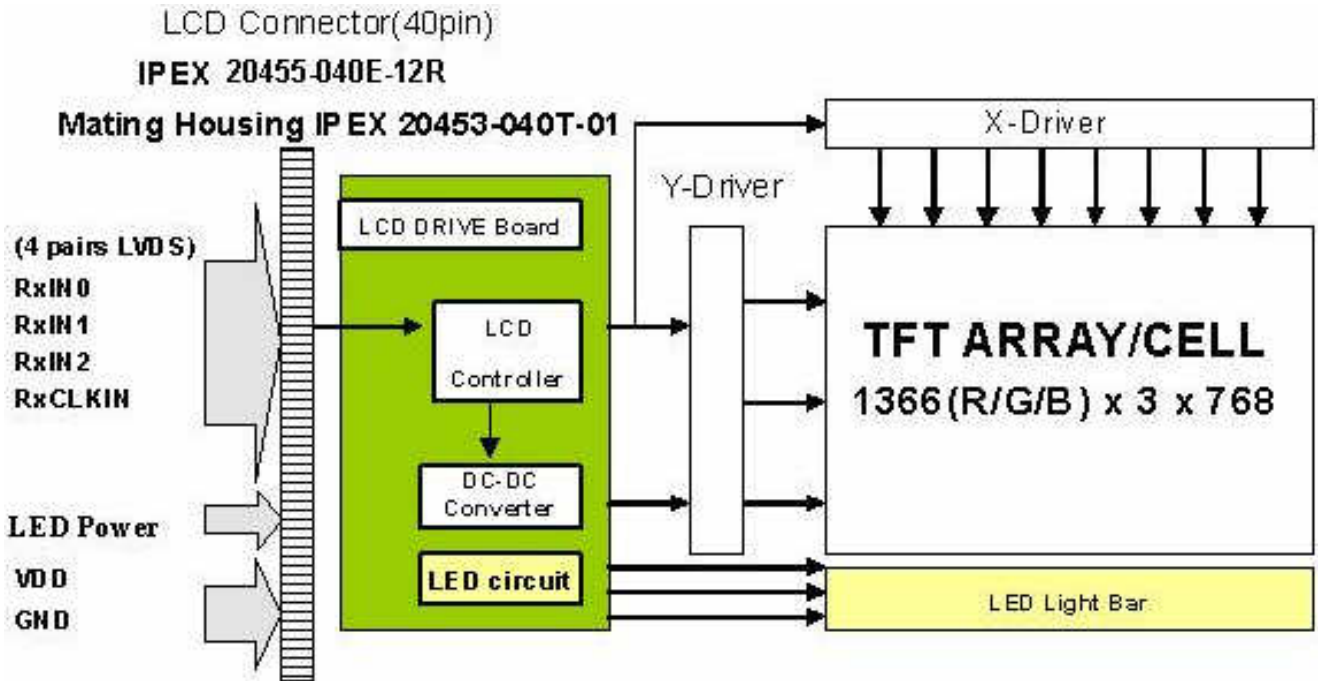 LCD Connector(40pin)
IPEX 20455-040E-12R
Mating Housing IPEX 20453-040T-01
X-Driver
Y-Driver
LCD DRIVE Board
(4 pairs LVDS)
RxIN0
RxIN1
RxIN2
RxCLKIN
LCD
Controller
TFT ARRAY/CELL
1366(R/G/B) x 3 x 768
DC-DC
Converter
LED Power
VDD
GND
LED circuit
LED Light Bar